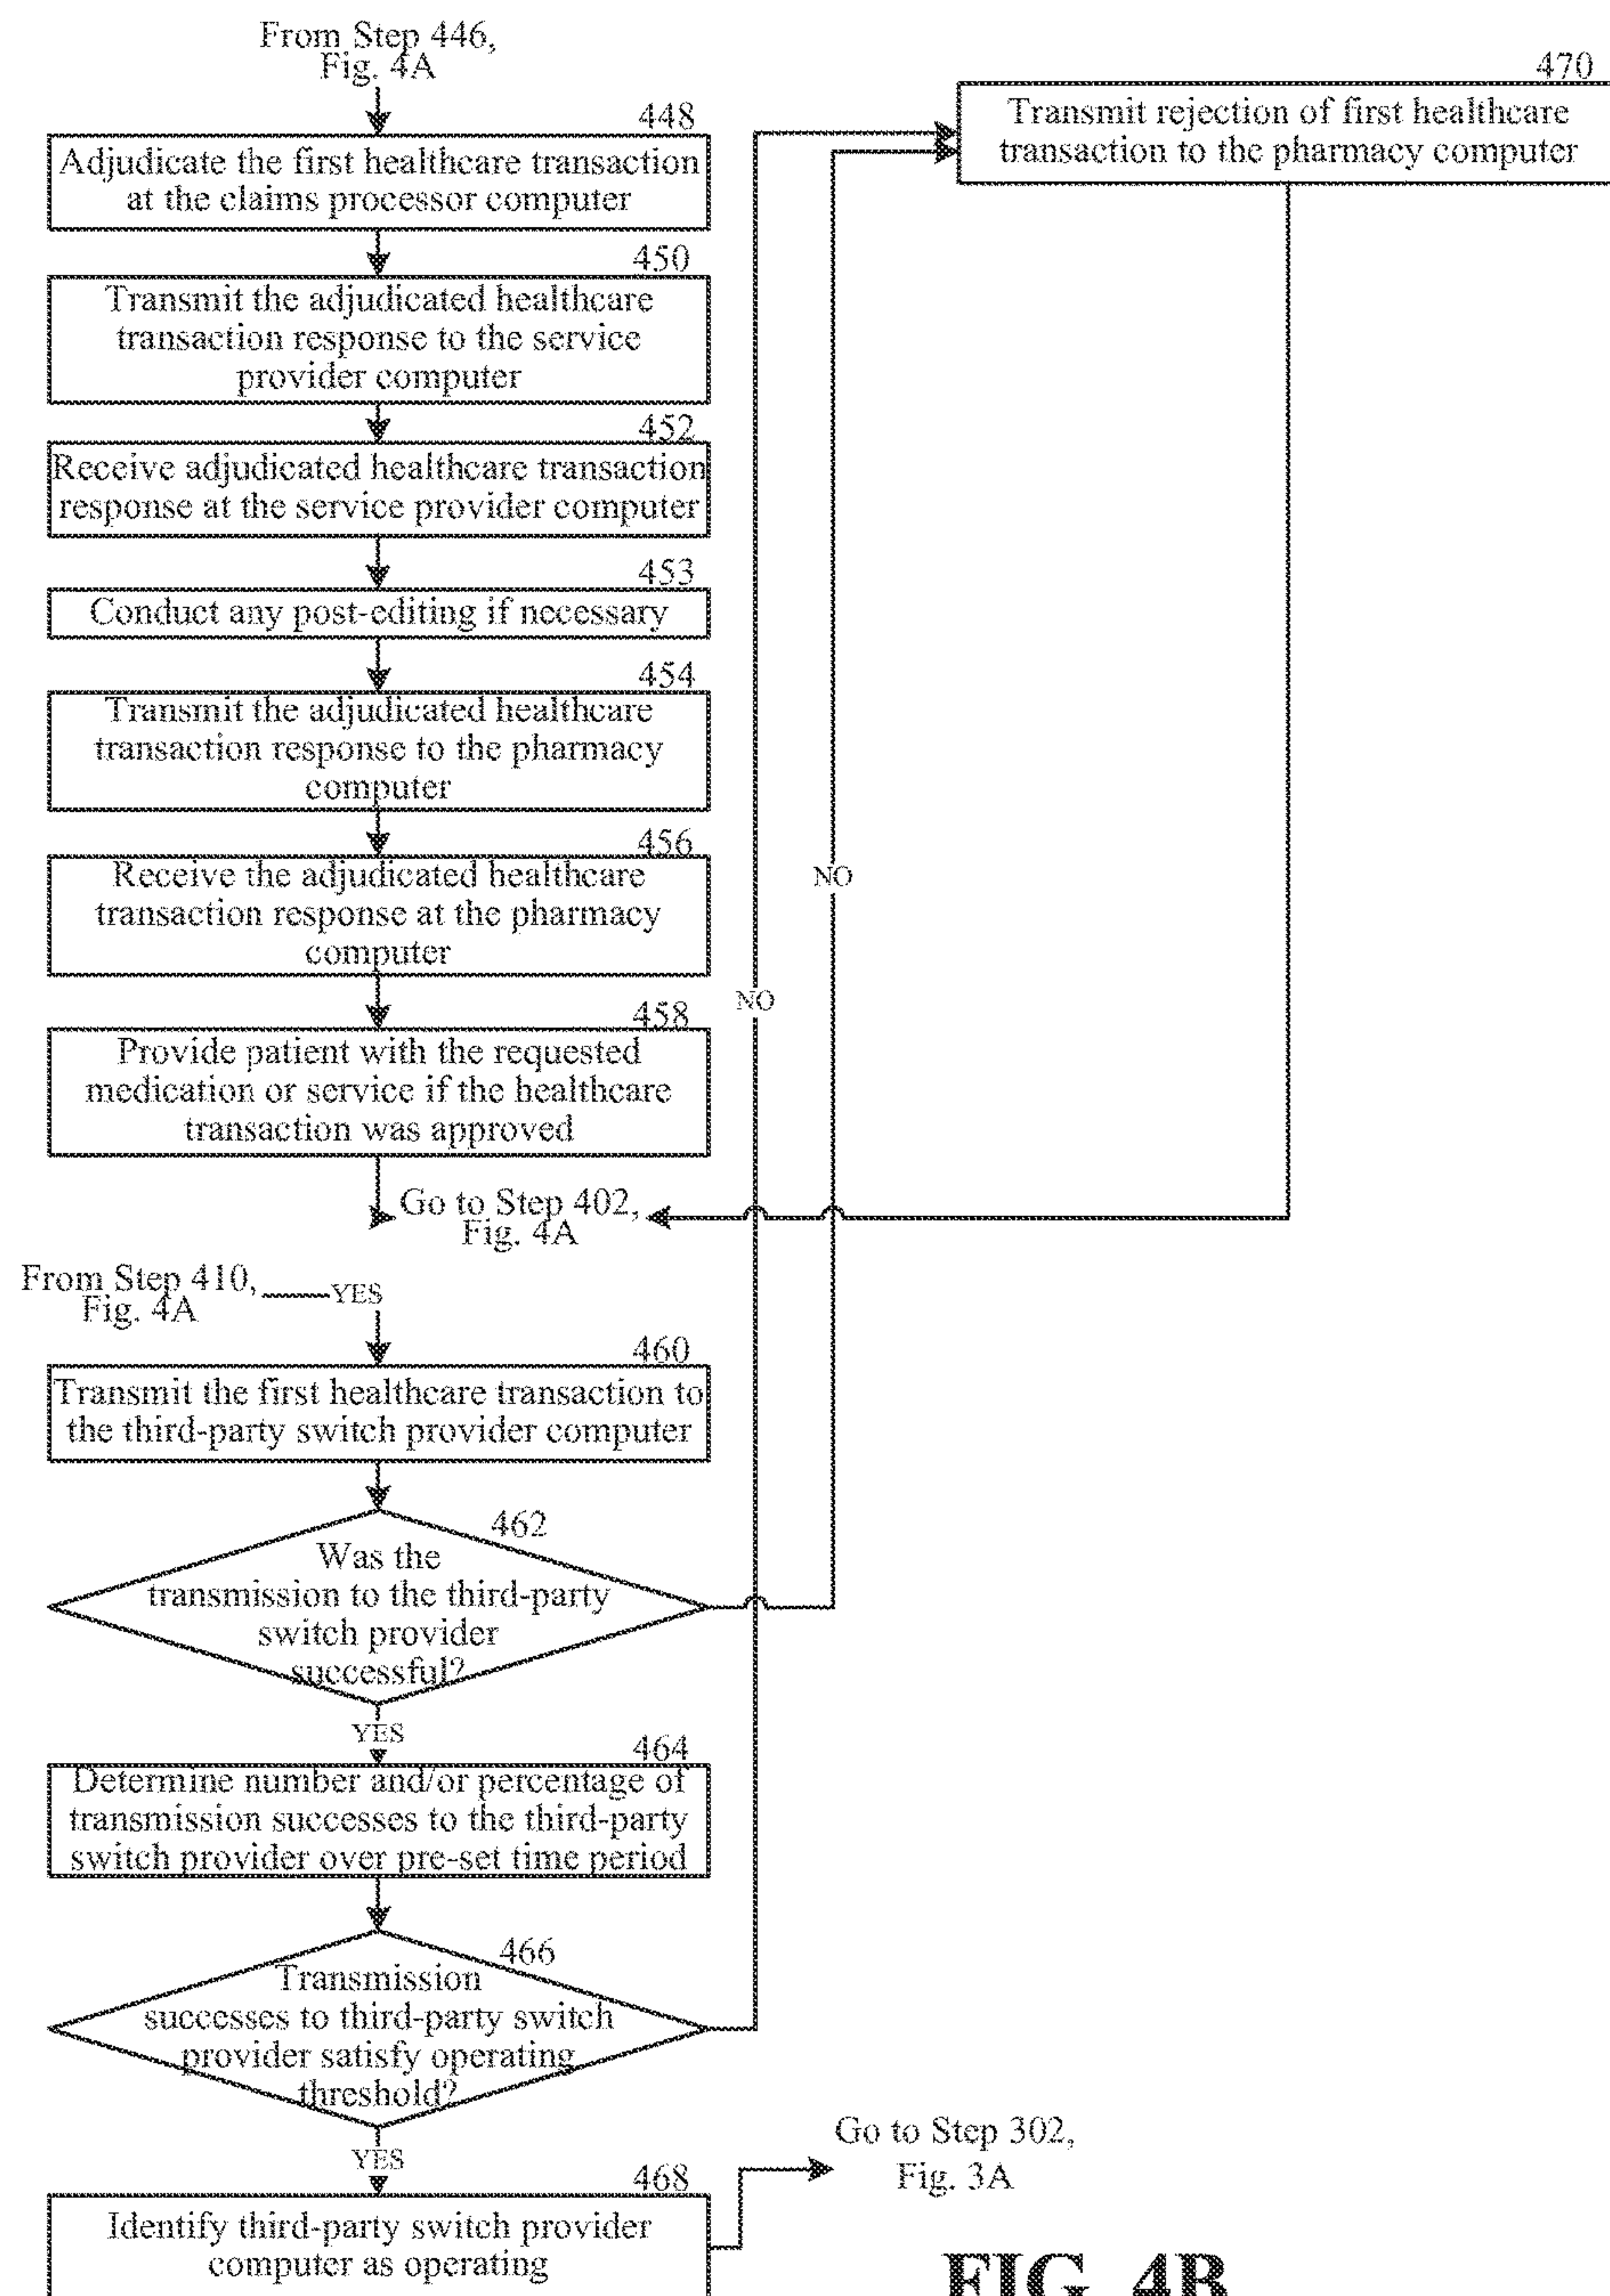 From Step 446,
Fig. 4A
448
Adjudicate the first healthcare transaction
at the claims processor computer
450
Transmit the adjudicated healthcare
transaction response to the service
provider computer
452
Receive adjudicated healthcare transaction
response at the service provider computer
453
Conduct any post-editing if necessary
454
Transmit the adjudicated healthcare
transaction response to the pharmacy
computer
456
Receive the adjudicated healthcare
transaction response at the pharmacy
computer
458
Provide patient with the requested
medication or service if the healthcare
transaction was approved
Go to Step 402,
Fig. 4A
470
Transmit rejection of first healthcare
transaction to the pharmacy computer
NO
NO
From Step 410,
Fig. 4A
YES
460
Transmit the first healthcare transaction to
the third-party switch provider computer
462
Was the
transmission to the third-party
switch provider
successful?
YES
464
Determine number and/or percentage of
transmission successes to the third-party
switch provider over pre-set time period
466
Transmission
successes to third-party switch
provider satisfy operating
threshold?
YES
468
Identify third-party switch provider
computer as operating
Go to Step 302,
Fig. 3A
FIG. 4B